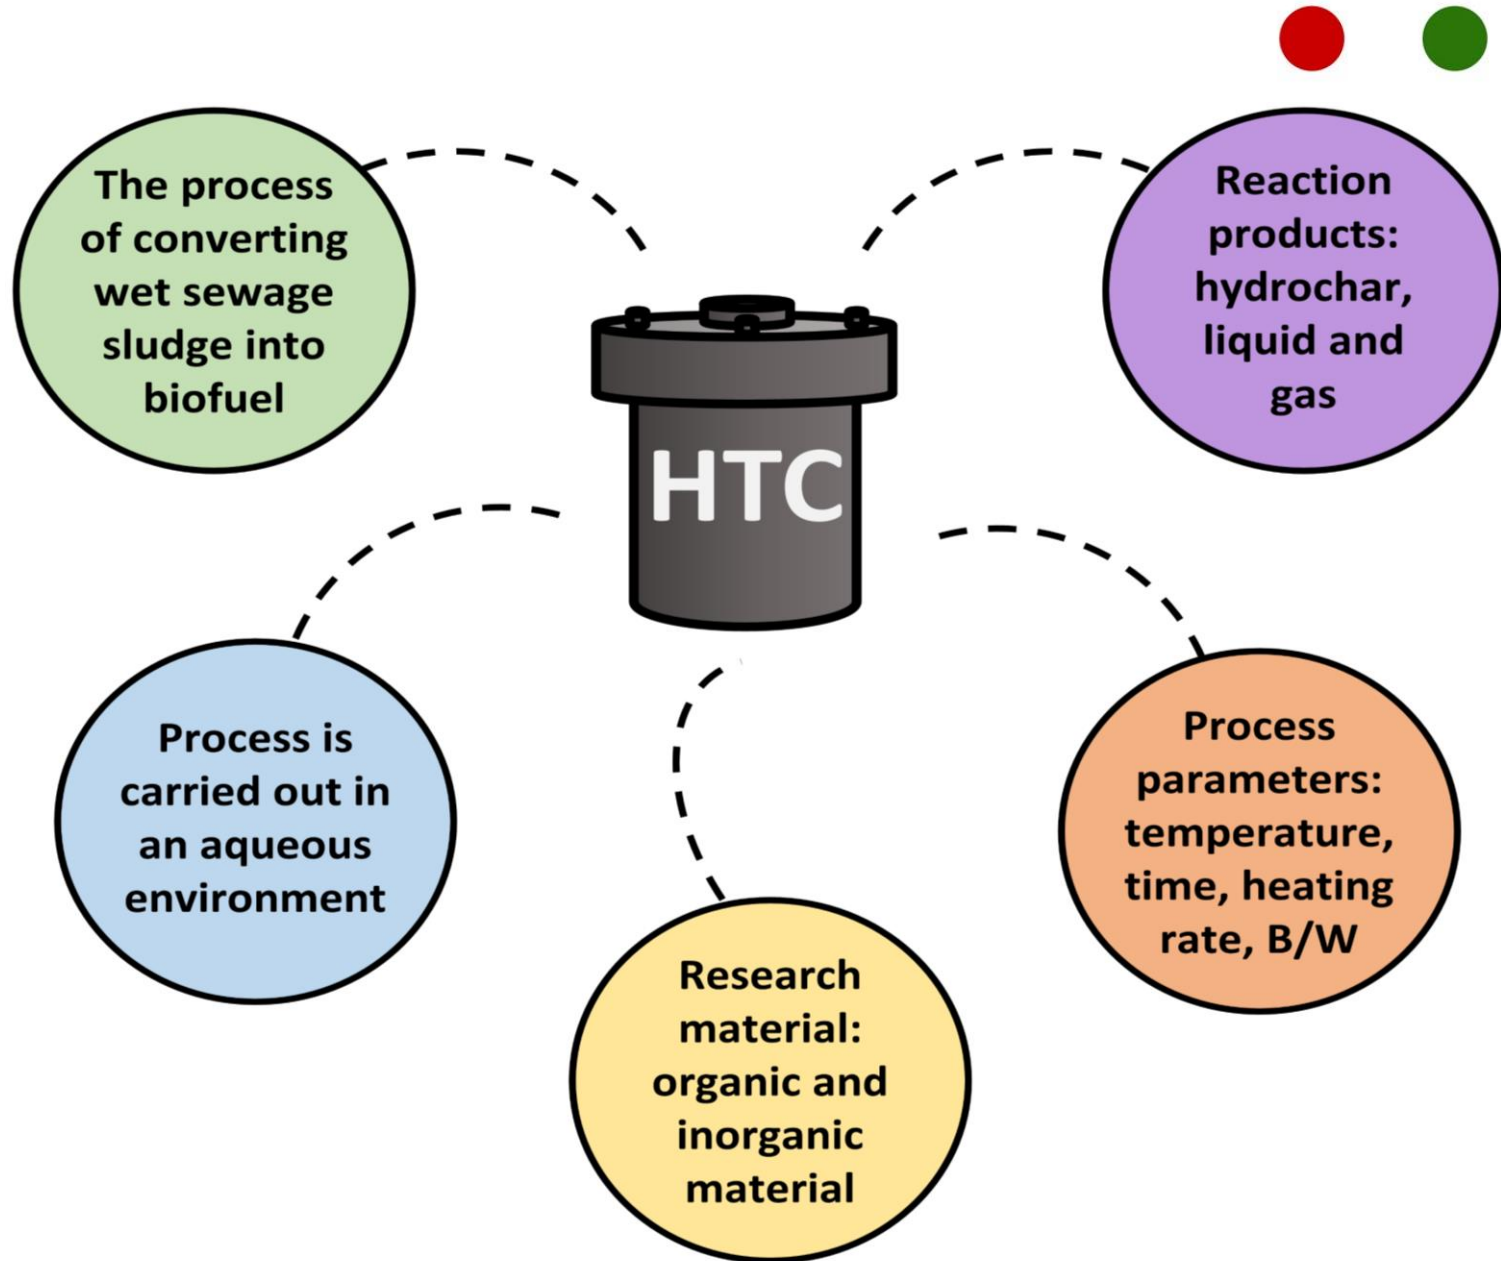 The process
of converting
wet sewage
sludge into
biofuel
Reaction
products:
hydrochar,
liquid and
gas
HTC
Process is
carried out in
an aqueous
environment
Process
parameters:
temperature,
time, heating
rate, B/W
Research
material:
organic and
inorganic
material